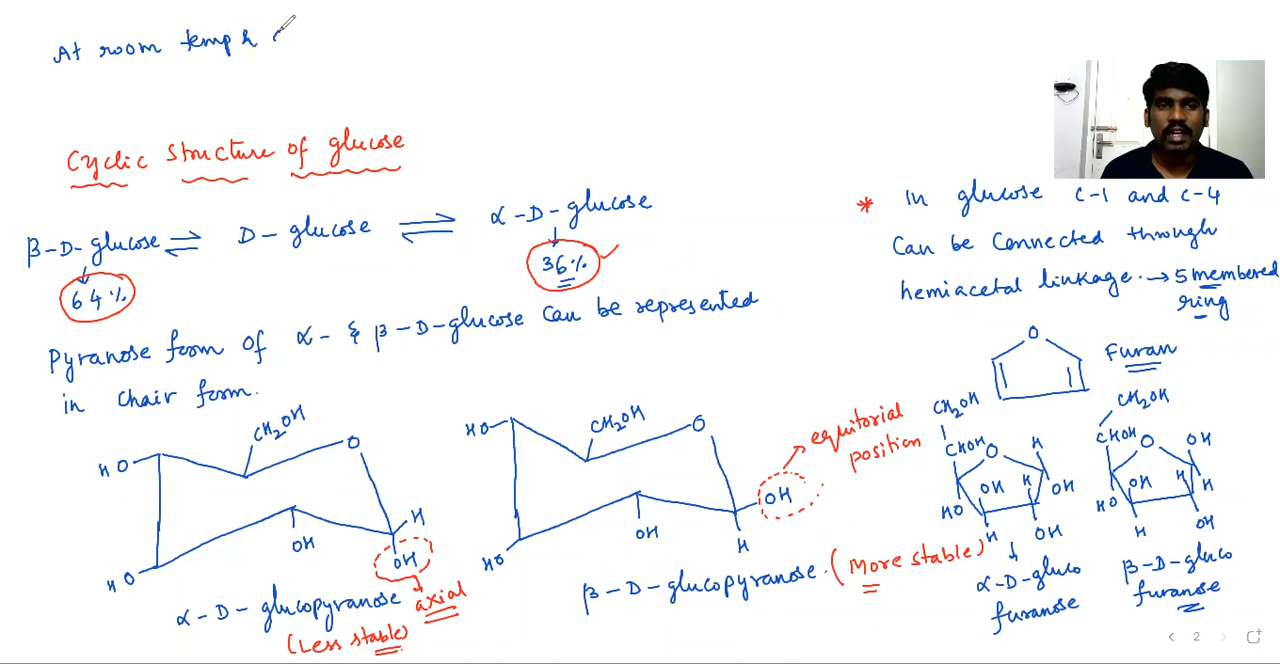 At room temp &
Cyclic structure of glucose
β-D-glucose ⇌ D-glucose ⇌ α-D-glucose
64% 36%
Pyranose form of α- & β-D-glucose can be represented
in chair form.
* In glucose C-1 and C-4
can be connected through
hemiacetal linkage. → 5 membered
ring
O
Furan
CH2OH
O
HO
HO
OH
H
OH
α-D-glucopyranose
axial
(Less stable)
HO
CH2OH
O
HO
OH
H
OH
equitorial
position
β-D-glucopyranose. (More stable)
CH2OH
CHOH
O
H
OH
H
OH
HO
H
OH
α-D-gluco
furanose
CH2OH
CHOH
O
OH
OH
H
H
HO
H
OH
β-D-gluco
furanose
2